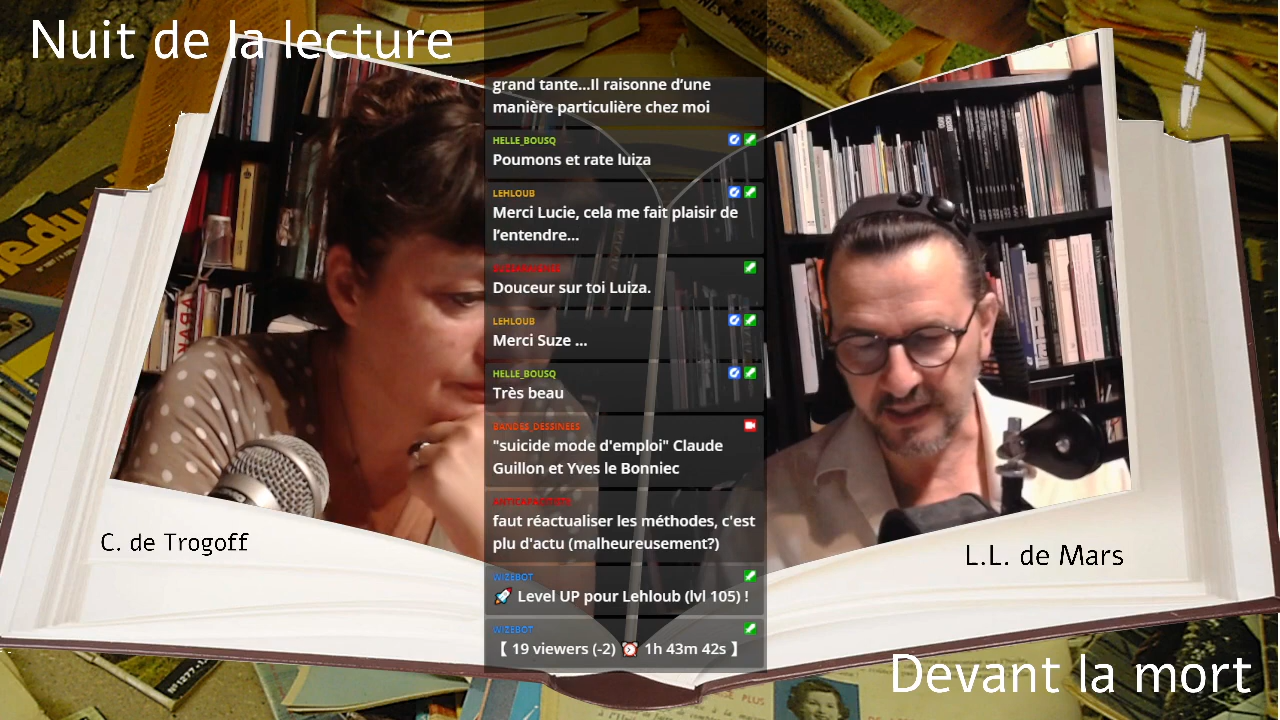 Nuit de la lecture
grand tante...Il raisonne d’une
manière particulière chez moi
HELLE_BOUSQ
Poumons et rate luiza
LEHLOUB
Merci Lucie, cela me fait plaisir de
l’entendre...
Douceur sur toi Luiza.
LEHLOUB
Merci Suze ...
HELLE_BOUSQ
Très beau
BANDES_DESSINEES
"suicide mode d'emploi" Claude
Guillon et Yves le Bonniec
faut réactualiser les méthodes, c'est
plu d'actu (malheureusement?)
WIZEBOT
Level UP pour Lehloub (lvl 105) !
WIZEBOT
【 19 viewers (-2) ⏰ 1h 43m 42s 】
C. de Trogoff
L.L. de Mars
Devant la mort